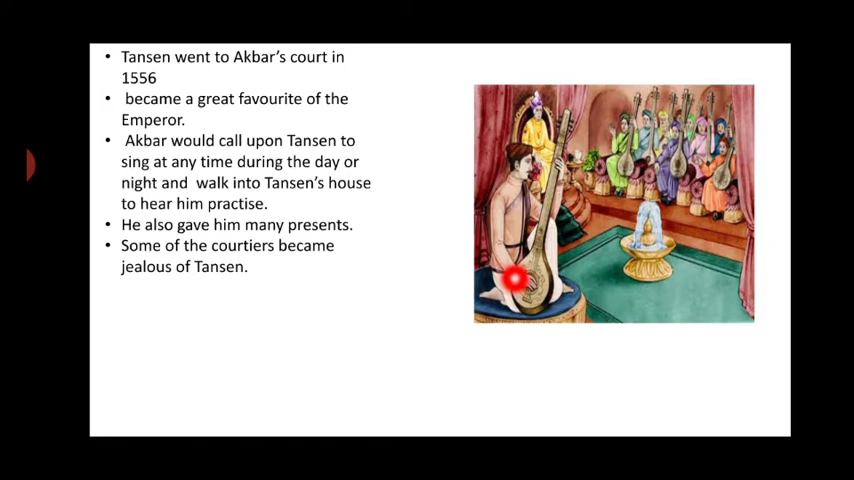 • Tansen went to Akbar's court in
1556
• became a great favourite of the
Emperor.
• Akbar would call upon Tansen to
sing at any time during the day or
night and walk into Tansen's house
to hear him practise.
• He also gave him many presents.
• Some of the courtiers became
jealous of Tansen.